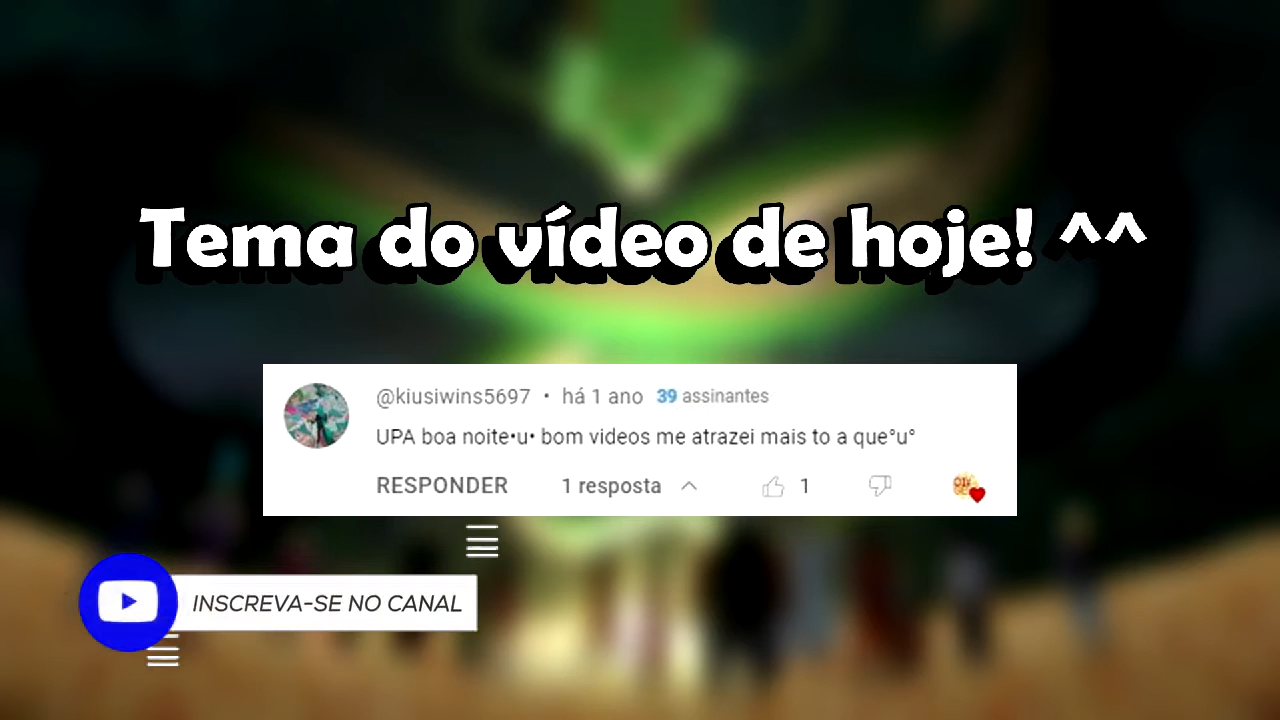 Tema do vídeo de hoje! ^^
@kiusiwins5697 • há 1 ano 39 assinantes
UPA boa noite•u• bom videos me atrazei mais to a que°u°
RESPONDER 1 resposta 1
INSCREVA-SE NO CANAL